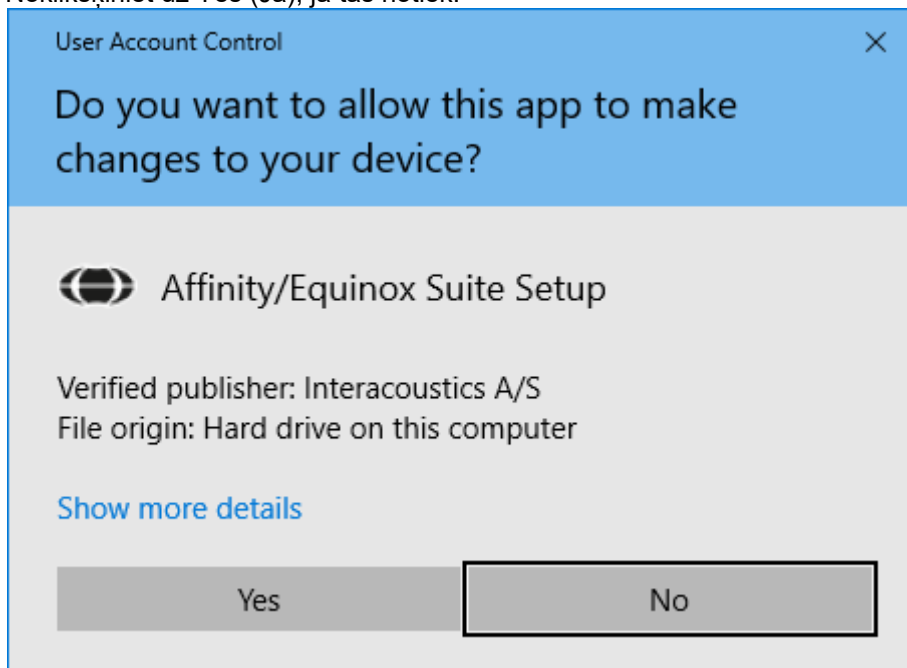 User Account Control
Do you want to allow this app to make
changes to your device?
Affinity/Equinox Suite Setup
Verified publisher: Interacoustics A/S
File origin: Hard drive on this computer
Show more details
Yes No